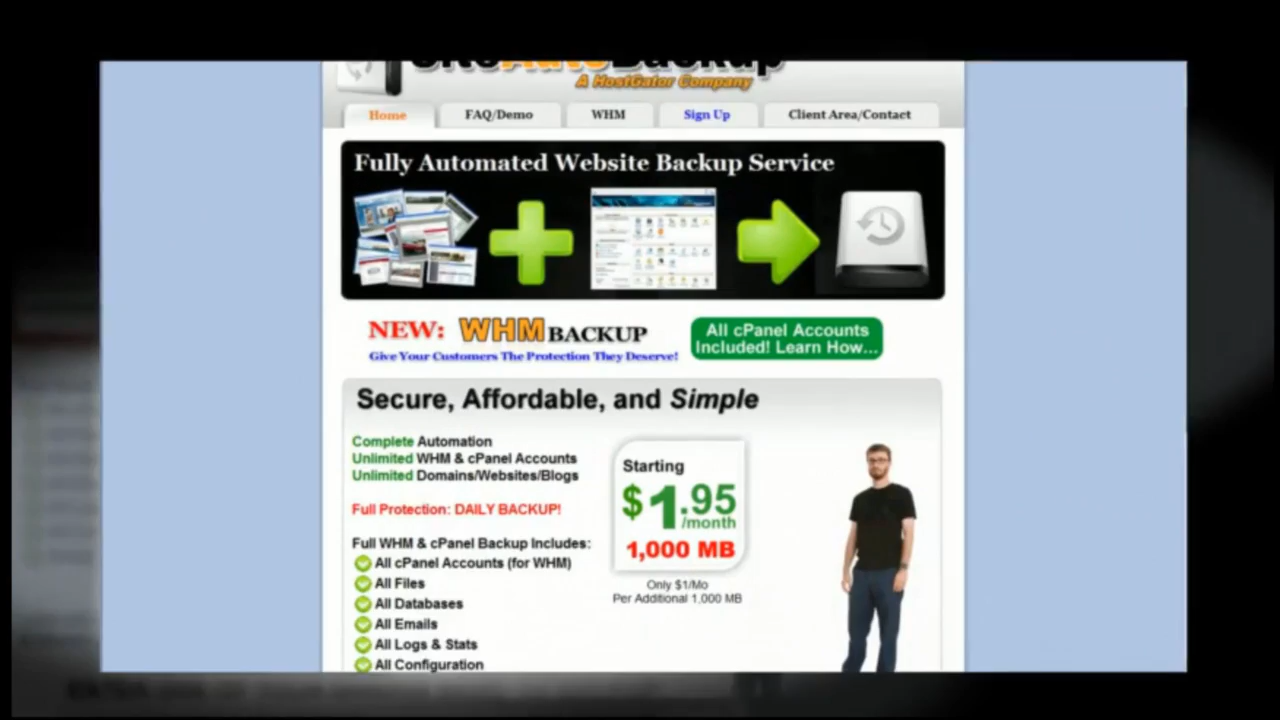 SiteAutoBackup
A HostGator Company
Home
FAQ/Demo
WHM
Sign Up
Client Area/Contact
Fully Automated Website Backup Service
NEW: WHM BACKUP
Give Your Customers The Protection They Deserve!
All cPanel Accounts
Included! Learn How...
Secure, Affordable, and Simple
Complete Automation
Unlimited WHM & cPanel Accounts
Unlimited Domains/Websites/Blogs
Full Protection: DAILY BACKUP!
Full WHM & cPanel Backup Includes:
All cPanel Accounts (for WHM)
All Files
All Databases
All Emails
All Logs & Stats
All Configuration
Starting
$1.95
/month
1,000 MB
Only $1/Mo
Per Additional 1,000 MB